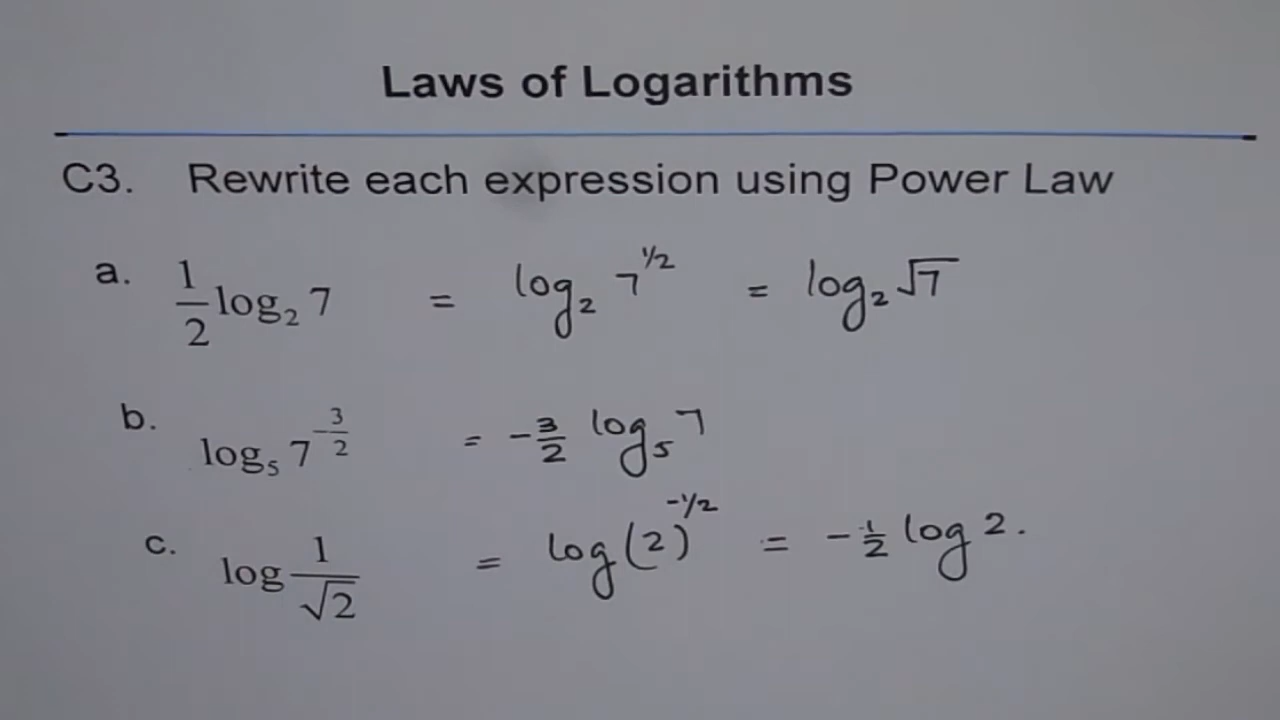 Laws of Logarithms
C3. Rewrite each expression using Power Law
a. 1/2 log₂ 7 = log₂ 7^1/2 = log₂ √7
b. log₅ 7^-3/2 = -3/2 log₅ 7
c. log 1/√2 = log(2)^-1/2 = -1/2 log 2.